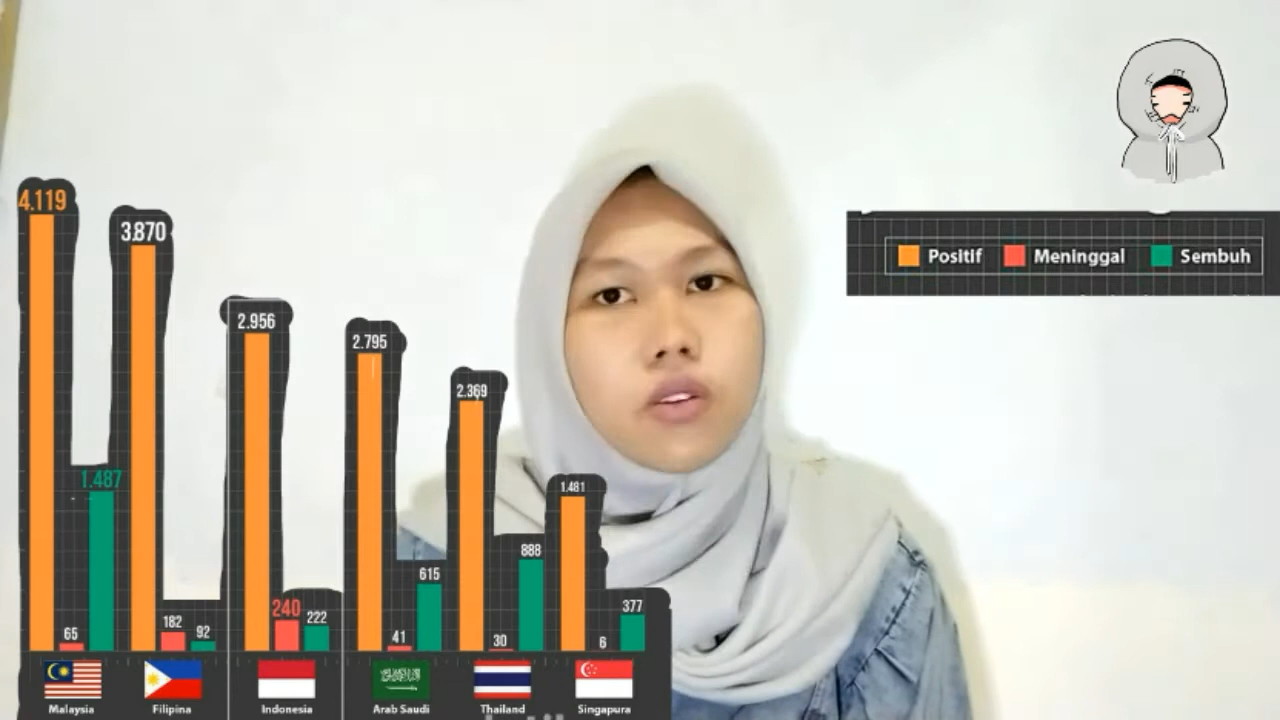 4.119
3.870
2.956
2.795
2.369
1.481
1.487
888
615
377
65
182
92
240
222
41
30
6
Malaysia
Filipina
Indonesia
Arab Saudi
Thailand
Singapura
Positif Meninggal Sembuh